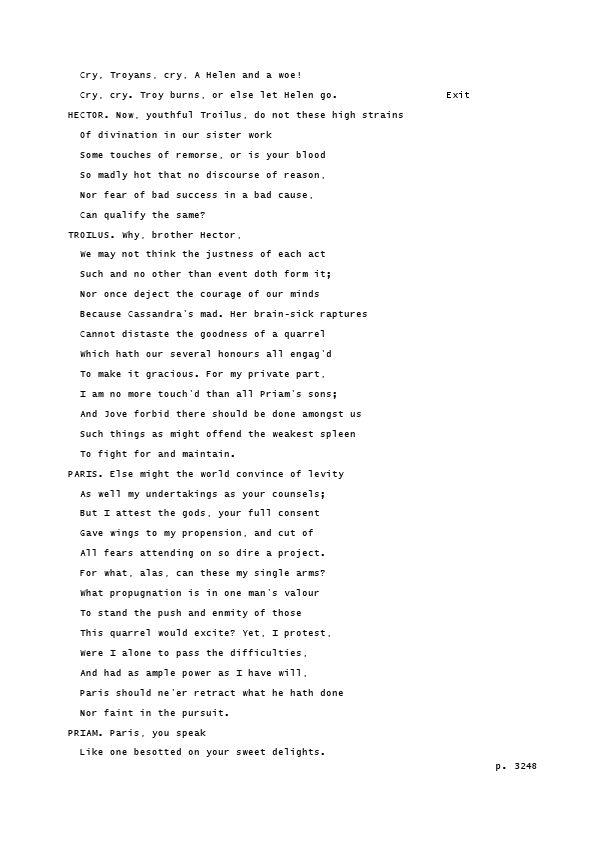 Cry, Troyans, cry, A Helen and a woe!
Cry, cry. Troy burns, or else let Helen go. Exit
HECTOR. Now, youthful Troilus, do not these high strains
Of divination in our sister work
Some touches of remorse, or is your blood
So madly hot that no discourse of reason,
Nor fear of bad success in a bad cause,
Can qualify the same?
TROILUS. Why, brother Hector,
We may not think the justness of each act
Such and no other than event doth form it;
Nor once deject the courage of our minds
Because Cassandra's mad. Her brain-sick raptures
Cannot distaste the goodness of a quarrel
Which hath our several honours all engag'd
To make it gracious. For my private part,
I am no more touch'd than all Priam's sons;
And Jove forbid there should be done amongst us
Such things as might offend the weakest spleen
To fight for and maintain.
PARIS. Else might the world convince of levity
As well my undertakings as your counsels;
But I attest the gods, your full consent
Gave wings to my propension, and cut of
All fears attending on so dire a project.
For what, alas, can these my single arms?
What propugnation is in one man's valour
To stand the push and enmity of those
This quarrel would excite? Yet, I protest,
Were I alone to pass the difficulties,
And had as ample power as I have will,
Paris should ne'er retract what he hath done
Nor faint in the pursuit.
PRIAM. Paris, you speak
Like one besotted on your sweet delights.
p. 3248